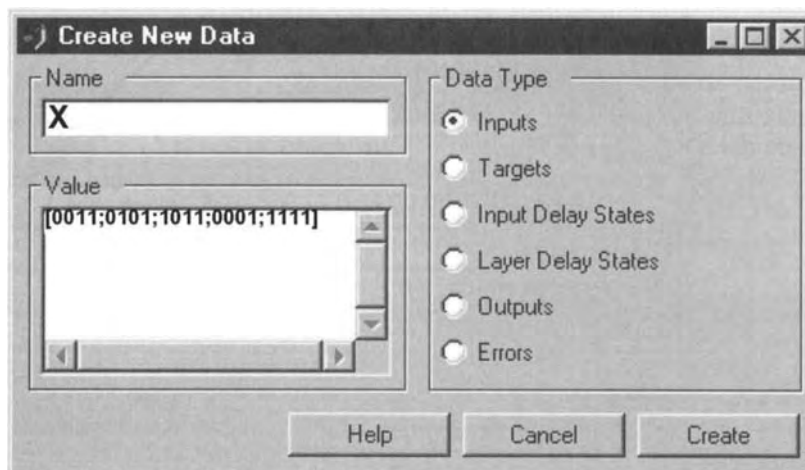 Create New Data
Name
X
Value
[0011;0101;1011;0001;1111]
Data Type
Inputs
Targets
Input Delay States
Layer Delay States
Outputs
Errors
Help
Cancel
Create